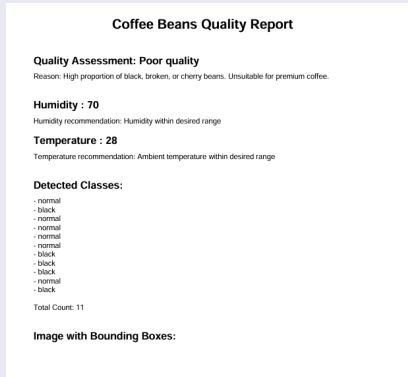 Coffee Beans Quality Report
Quality Assessment: Poor quality
Reason: High proportion of black, broken, or cherry beans. Unsuitable for premium coffee.
Humidity : 70
Humidity recommendation: Humidity within desired range
Temperature : 28
Temperature recommendation: Ambient temperature within desired range
Detected Classes:
- normal
- black
- normal
- normal
- normal
- normal
- black
- black
- black
- normal
- black
Total Count: 11
Image with Bounding Boxes: